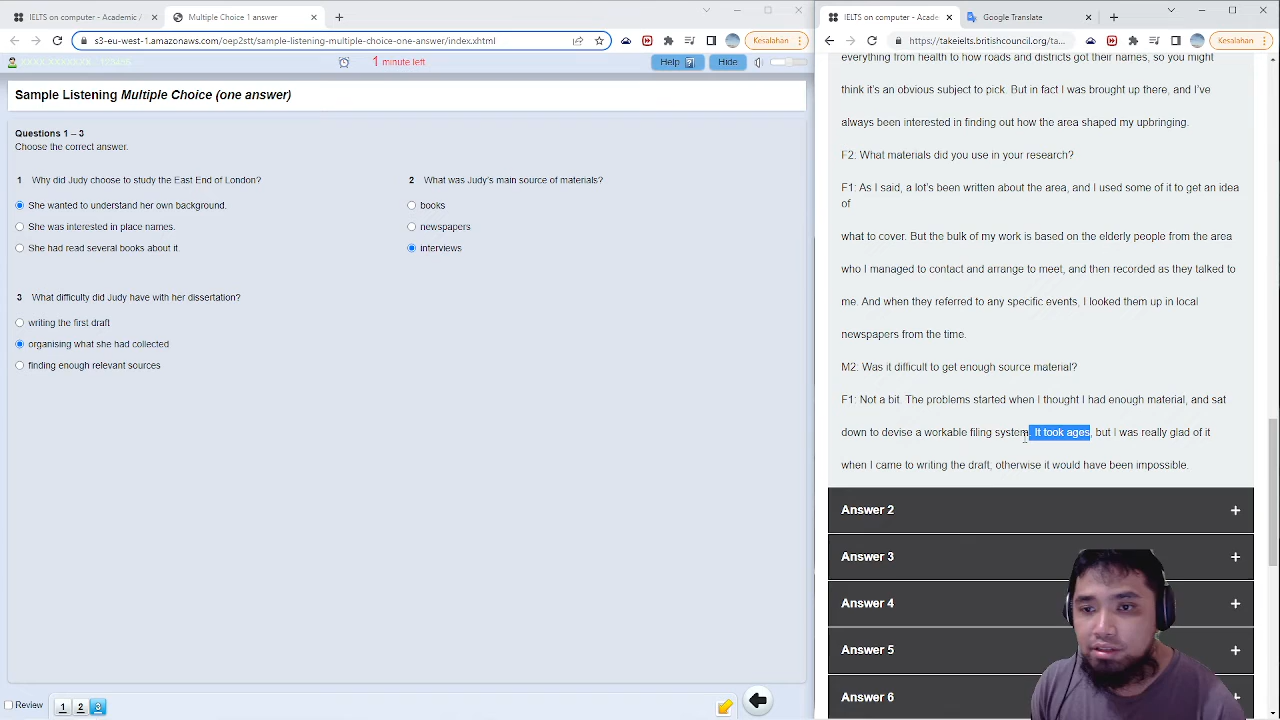 IELTS on computer - Academic /
Multiple Choice 1 answer
s3-eu-west-1.amazonaws.com/oep2stt/sample-listening-multiple-choice-one-answer/index.xhtml
Kesalahan
1 minute left
Help ?
Hide
Sample Listening Multiple Choice (one answer)
Questions 1 – 3
Choose the correct answer.
1 Why did Judy choose to study the East End of London?
She wanted to understand her own background.
She was interested in place names.
She had read several books about it.
2 What was Judy's main source of materials?
books
newspapers
interviews
3 What difficulty did Judy have with her dissertation?
writing the first draft
organising what she had collected
finding enough relevant sources
Review
1 2 3
IELTS on computer - Acade
Google Translate
https://takeielts.britishcouncil.org/ta...
Kesalahan
everything from health to how roads and districts got their names, so you might
think it's an obvious subject to pick. But in fact I was brought up there, and I've
always been interested in finding out how the area shaped my upbringing.
F2: What materials did you use in your research?
F1: As I said, a lot's been written about the area, and I used some of it to get an idea
of
what to cover. But the bulk of my work is based on the elderly people from the area
who I managed to contact and arrange to meet, and then recorded as they talked to
me. And when they referred to any specific events, I looked them up in local
newspapers from the time.
M2: Was it difficult to get enough source material?
F1: Not a bit. The problems started when I thought I had enough material, and sat
down to devise a workable filing system. It took ages, but I was really glad of it
when I came to writing the draft, otherwise it would have been impossible.
Answer 2 +
Answer 3 +
Answer 4 +
Answer 5 +
Answer 6 +